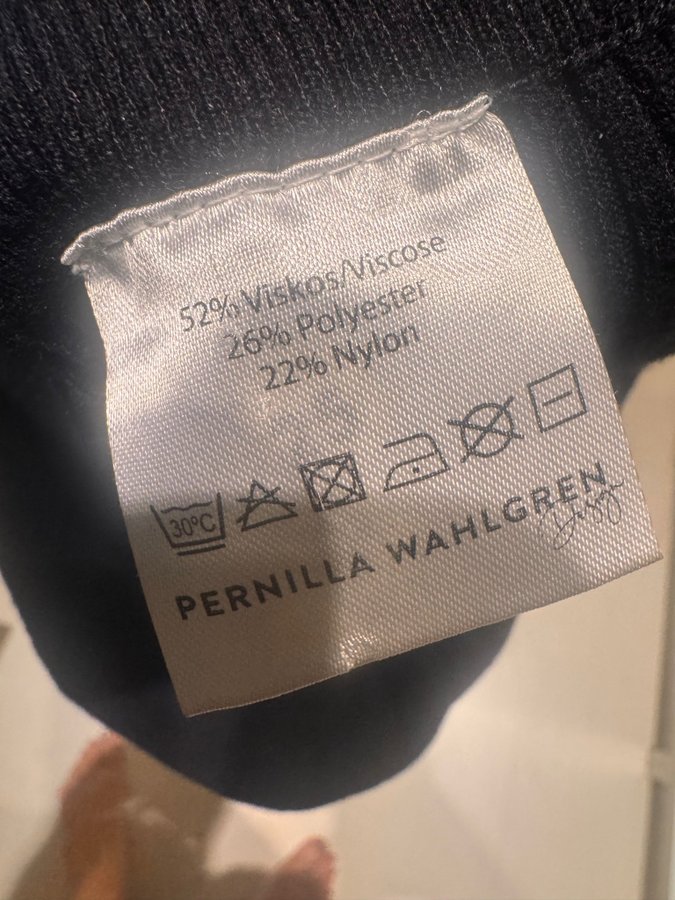 52% Viskos/Viscose
26% Polyester
22% Nylon
30°C
PERNILLA WAHLGREN